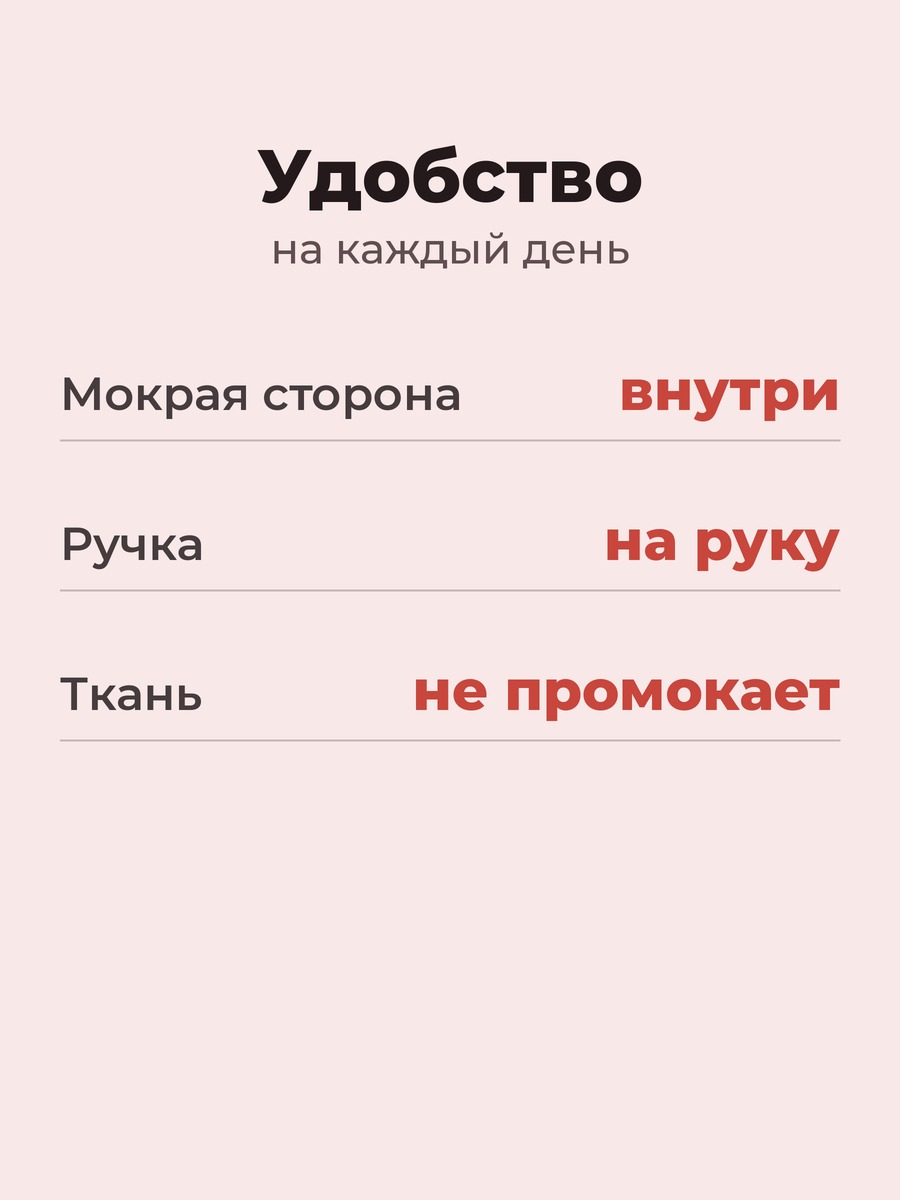 Удобство
на каждый день
Мокрая сторона внутри
Ручка на руку
Ткань не промокает